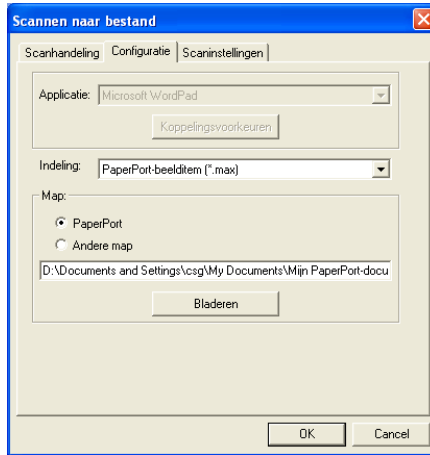 Scannen naar bestand
Scanhandeling Configuratie Scaninstellingen
Applicatie: Microsoft WordPad
Koppelingsvoorkeuren
Indeling: PaperPort-beelditem (*.max)
Map:
PaperPort
Andere map
D:\Documents and Settings\csg\My Documents\Mijn PaperPort-docu
Bladeren
OK Cancel